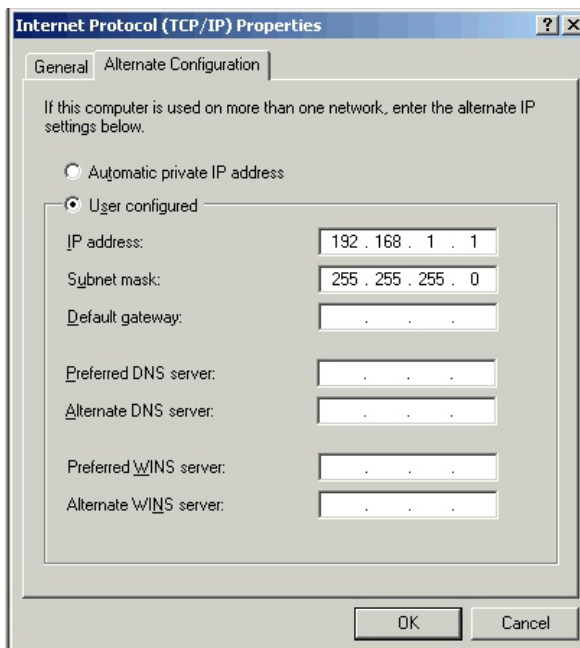 Internet Protocol (TCP/IP) Properties
General Alternate Configuration
If this computer is used on more than one network, enter the alternate IP
settings below.
Automatic private IP address
User configured
IP address: 192 . 168 . 1 . 1
Subnet mask: 255 . 255 . 255 . 0
Default gateway: . . .
Preferred DNS server: . . .
Alternate DNS server: . . .
Preferred WINS server: . . .
Alternate WINS server: . . .
OK Cancel